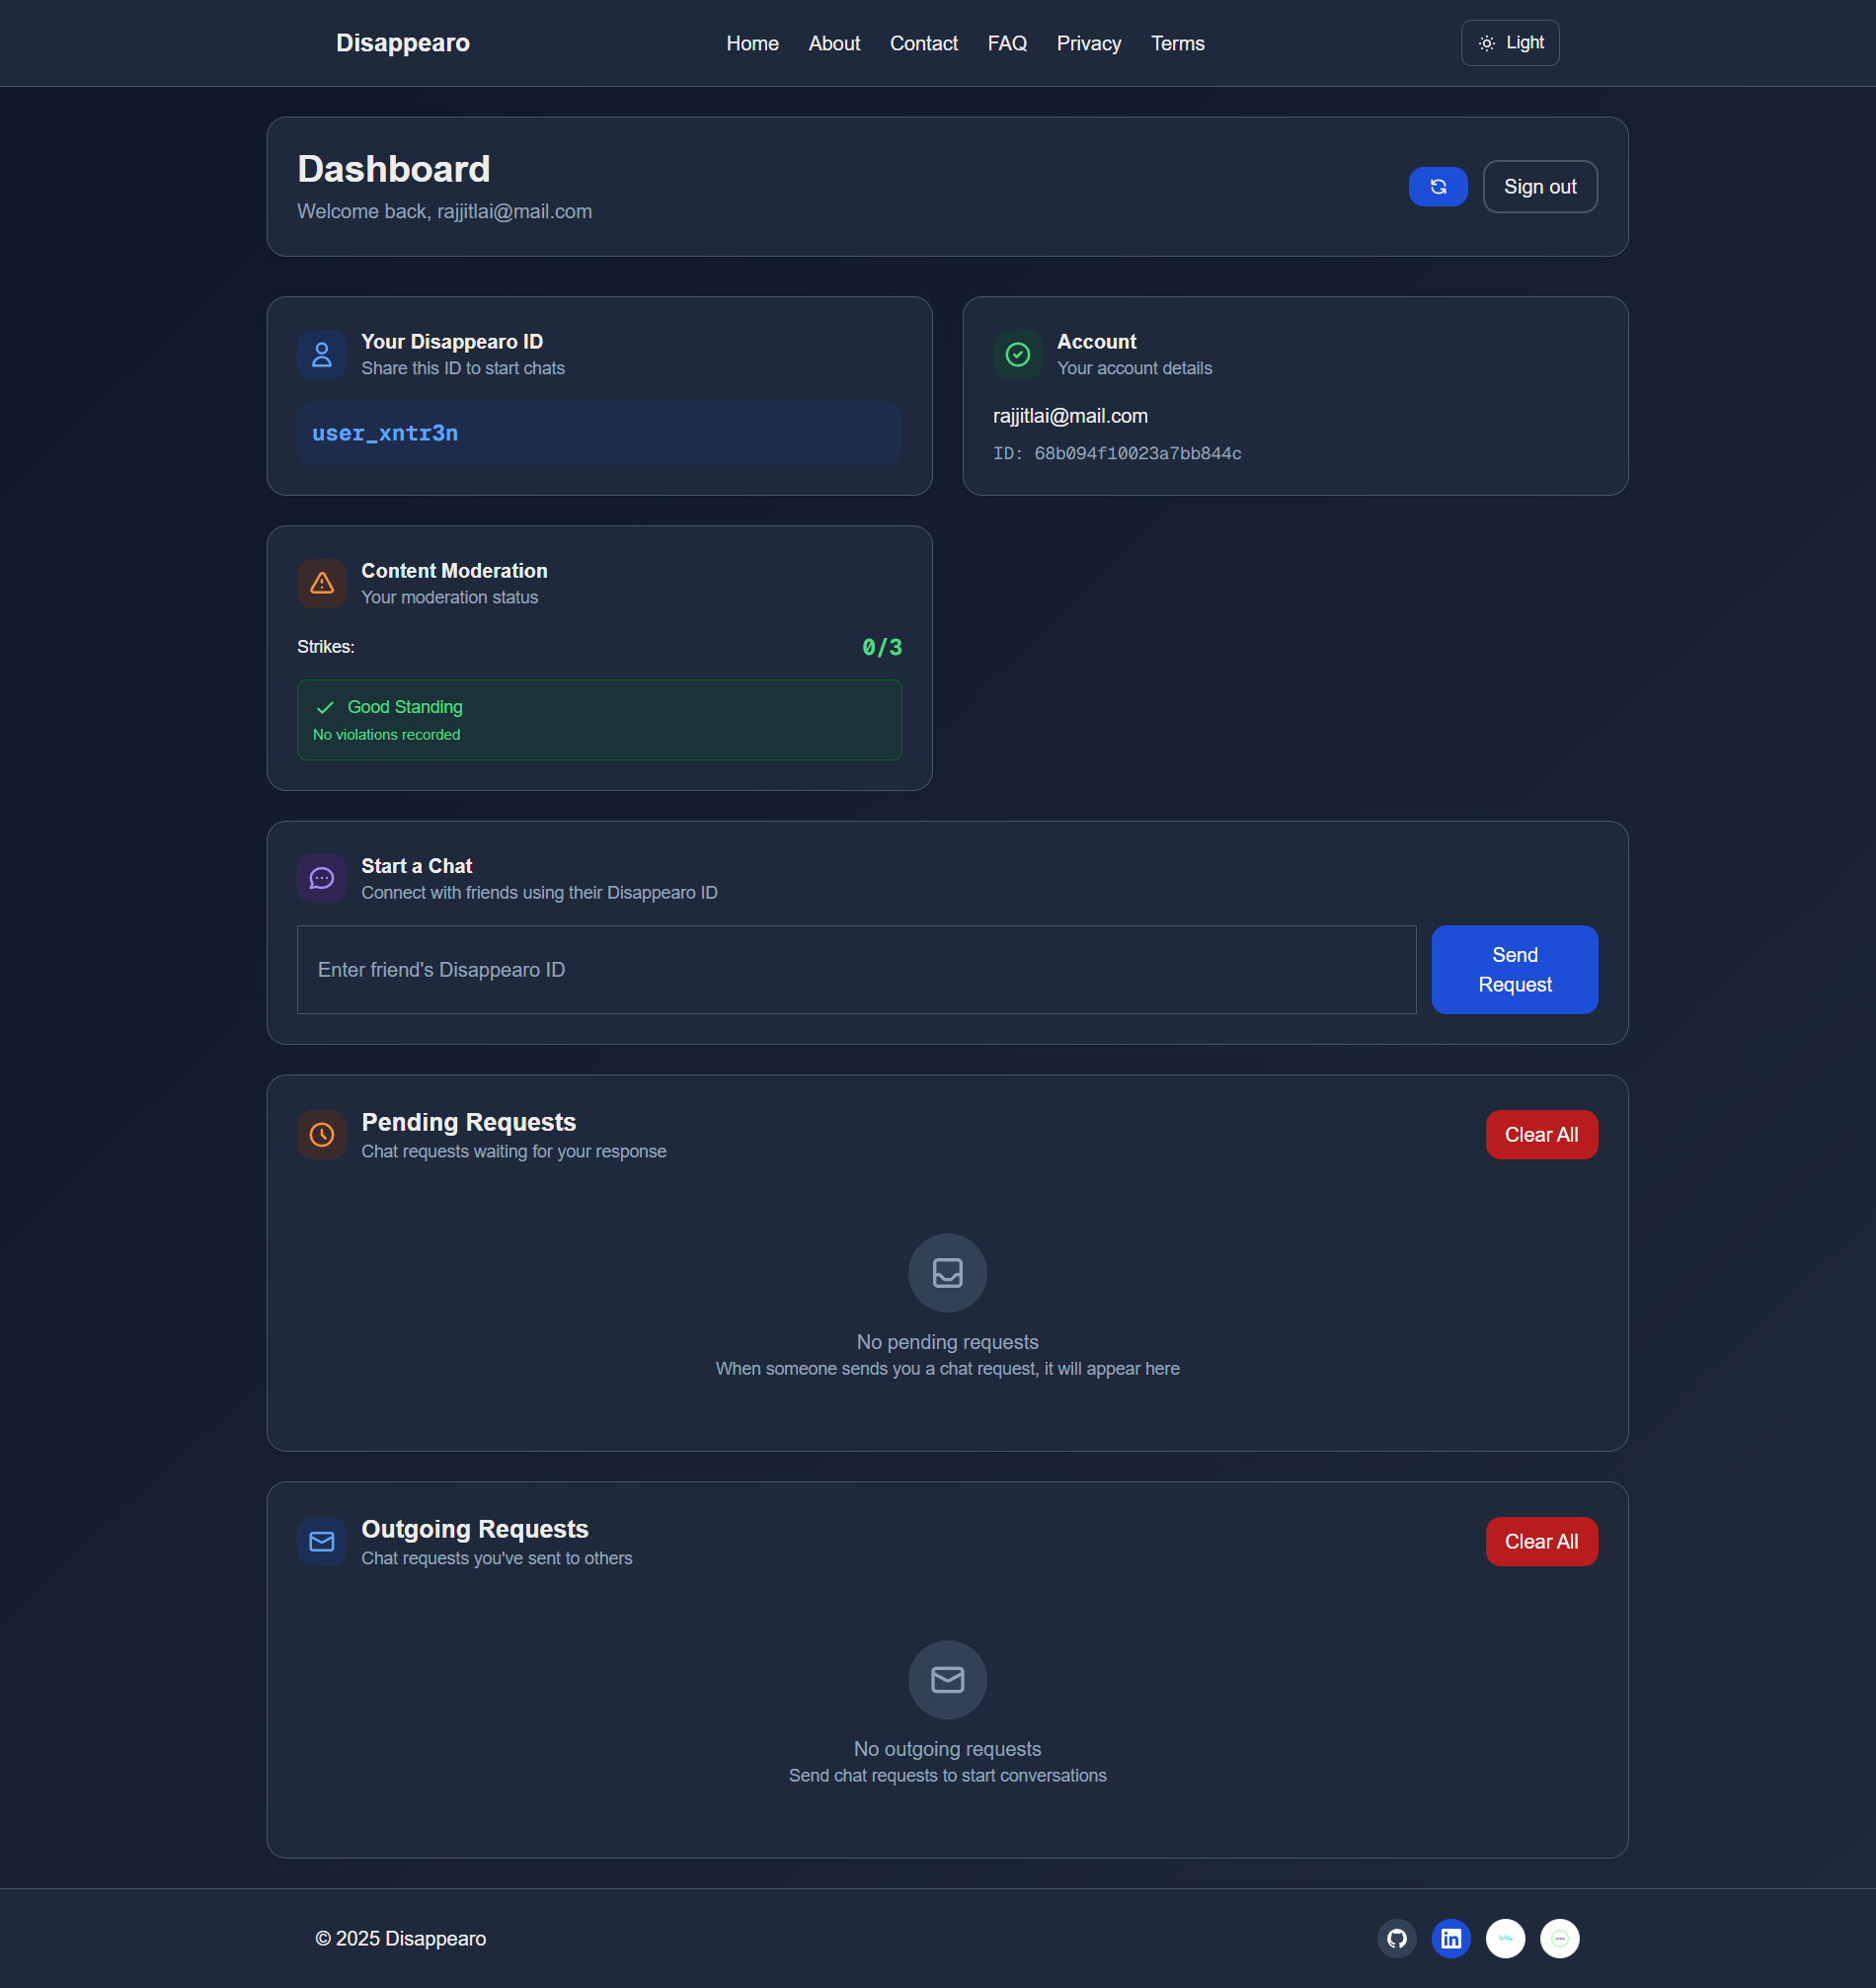 Disappearo
Home About Contact FAQ Privacy Terms
Light
Dashboard
Welcome back, rajjitlai@mail.com
Sign out
Your Disappearo ID
Share this ID to start chats
user_xntr3n
Account
Your account details
rajjitlai@mail.com
ID: 68b094f10023a7bb844c
Content Moderation
Your moderation status
Strikes: 0/3
Good Standing
No violations recorded
Start a Chat
Connect with friends using their Disappearo ID
Enter friend's Disappearo ID
Send
Request
Pending Requests
Chat requests waiting for your response
Clear All
No pending requests
When someone sends you a chat request, it will appear here
Outgoing Requests
Chat requests you've sent to others
Clear All
No outgoing requests
Send chat requests to start conversations
© 2025 Disappearo
in